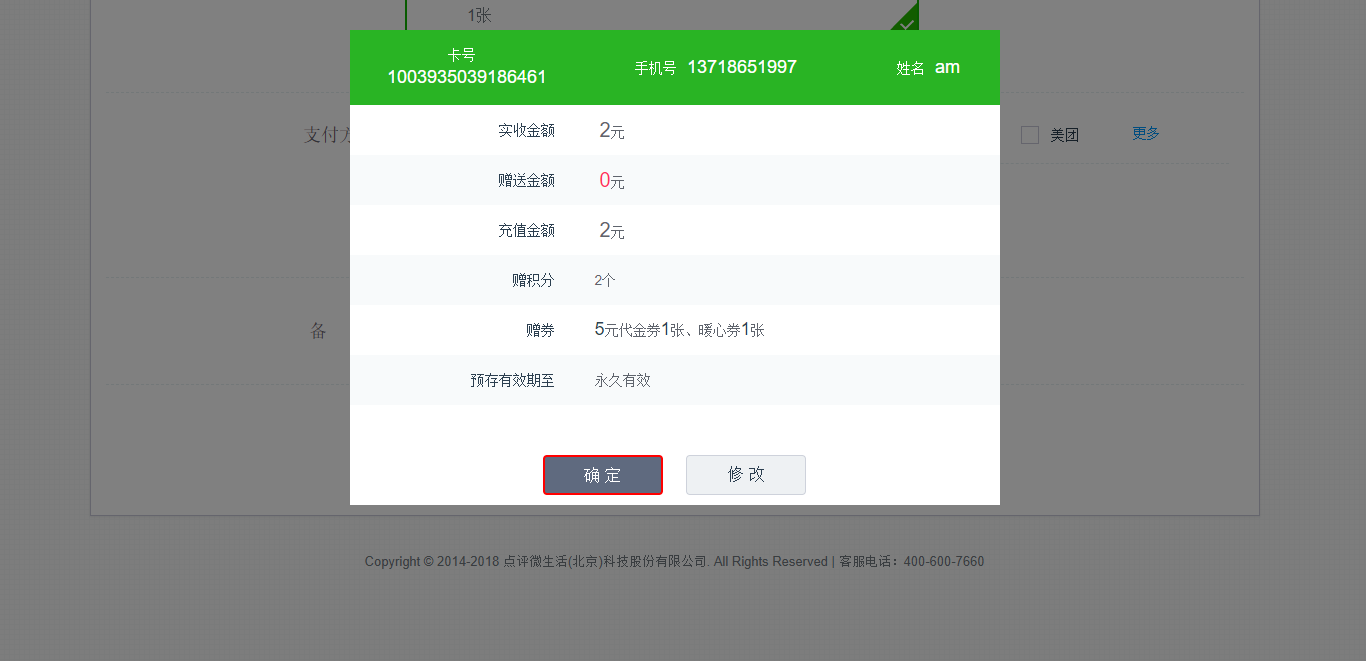 1张
卡号
1003935039186461
手机号 13718651997
姓名 am
支付方
实收金额 2元
美团
更多
赠送金额 0元
充值金额 2元
赠积分 2个
备
赠券 5元代金券1张、暖心券1张
预存有效期至 永久有效
确 定
修 改
Copyright © 2014-2018 点评微生活(北京)科技股份有限公司. All Rights Reserved | 客服电话：400-600-7660